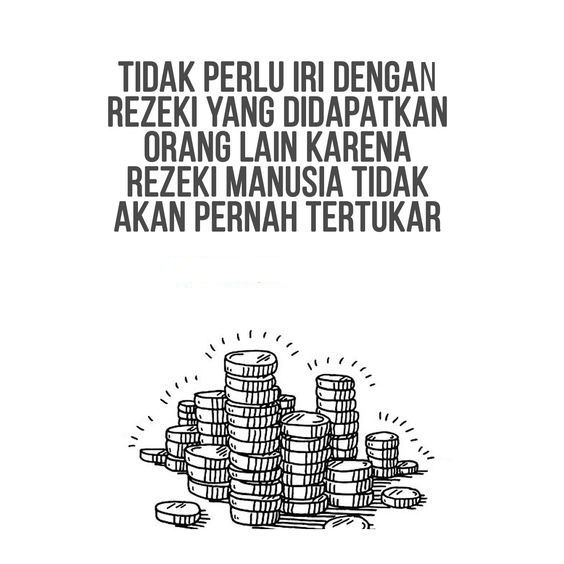 TIDAK PERLU IRI DENGAN
REZEKI YANG DIDAPATKAN
ORANG LAIN KARENA
REZEKI MANUSIA TIDAK
AKAN PERNAH TERTUKAR